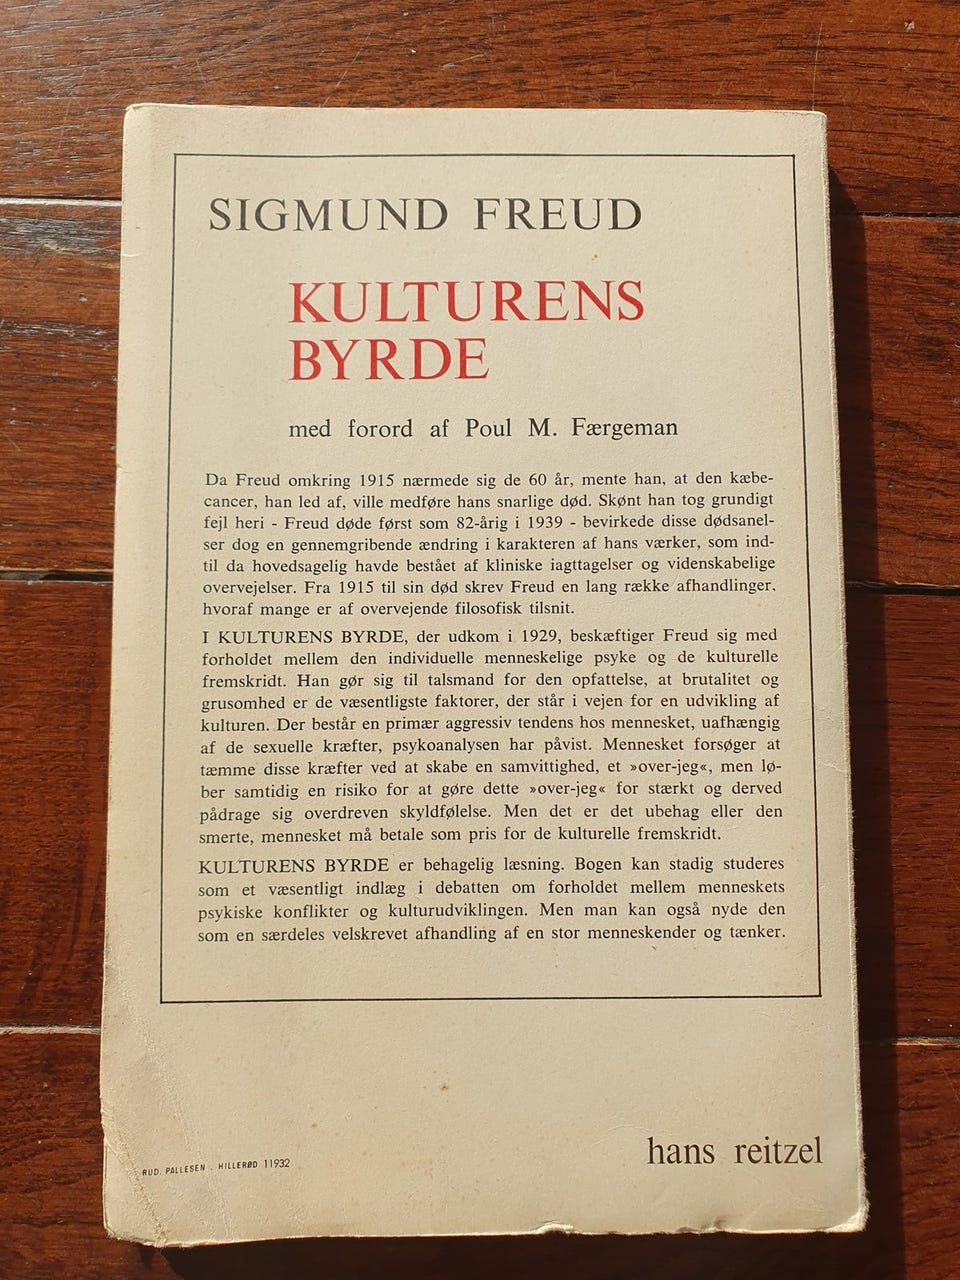 SIGMUND FREUD
KULTURENS
BYRDE
med forord af Poul M. Færgeman
Da Freud omkring 1915 nærmede sig de 60 år, mente han, at den kæbe-
cancer, han led af, ville medføre hans snarlige død. Skønt han tog grundigt
fejl heri - Freud døde først som 82-årig i 1939 - bevirkede disse dødsanel-
ser dog en gennemgribende ændring i karakteren af hans værker, som ind-
til da hovedsagelig havde bestået af kliniske iagttagelser og videnskabelige
overvejelser. Fra 1915 til sin død skrev Freud en lang række afhandlinger.
hvoraf mange er af overvejende filosofisk tilsnit.
I KULTURENS BYRDE, der udkom i 1929, beskæftiger Freud sig med
forholdet mellem den individuelle menneskelige psyke og de kulturelle
fremskridt. Han gør sig til talsmand for den opfattelse, at brutalitet og
grusomhed er de væsentligste faktorer, der står i vejen for en udvikling af
kulturen. Der består en primær aggressiv tendens hos mennesket, uafhængig
af de sexuelle kræfter, psykoanalysen har påvist. Mennesket forsøger at
tæmme disse kræfter ved at skabe en samvittighed, et »over-jeg«, men lø-
ber samtidig en risiko for at gøre dette »over-jeg« for stærkt og derved
pådrage sig overdreven skyldfølelse. Men det er det ubehag eller den
smerte, mennesket må betale som pris for de kulturelle fremskridt.
KULTURENS BYRDE er behagelig læsning. Bogen kan stadig studeres
som et væsentligt indlæg i debatten om forholdet mellem menneskets
psykiske konflikter og kulturudviklingen. Men man kan også nyde den
som en særdeles velskrevet afhandling af en stor menneskender og tænker.
hans reitzel
RUD. PALLESEN . HILLERØD 11932